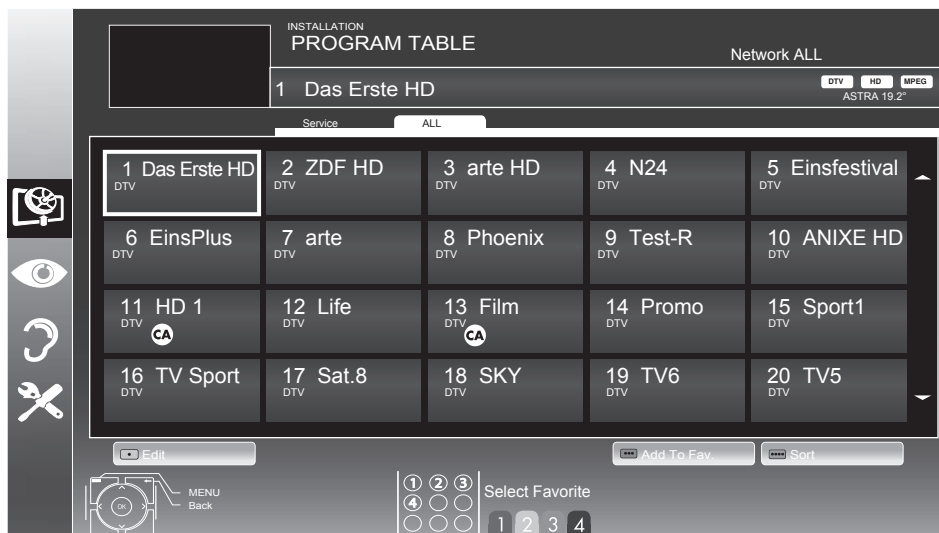 INSTALLATION
PROGRAM TABLE
Network ALL
1 Das Erste HD
DTV HD MPEG
ASTRA 19.2°
Service ALL
1 Das Erste HD
DTV
2 ZDF HD
DTV
3 arte HD
DTV
4 N24
DTV
5 Einsfestival
DTV
6 EinsPlus
DTV
7 arte
DTV
8 Phoenix
DTV
9 Test-R
DTV
10 ANIXE HD
DTV
11 HD 1
DTV
CA
12 Life
DTV
13 Film
DTV
CA
14 Promo
DTV
15 Sport1
DTV
16 TV Sport
DTV
17 Sat.8
DTV
18 SKY
DTV
19 TV6
DTV
20 TV5
DTV
Edit
Add To Fav.
Sort
MENU
Back
OK
1 2 3
4
Select Favorite
1 2 3 4